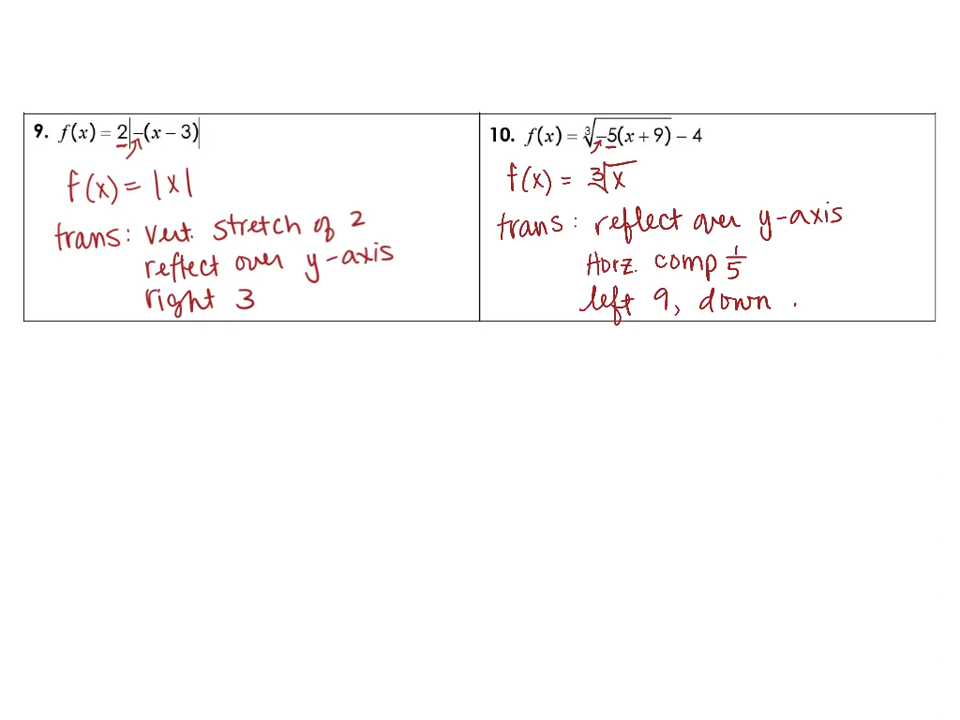 9. f(x) = 2|−(x − 3)|
f(x) = |x|
trans: Vert. stretch of 2
reflect over y-axis
right 3
10. f(x) = ∛(−5(x + 9)) − 4
f(x) = ∛x
trans: reflect over y-axis
Horz. comp 1/5
left 9, down .